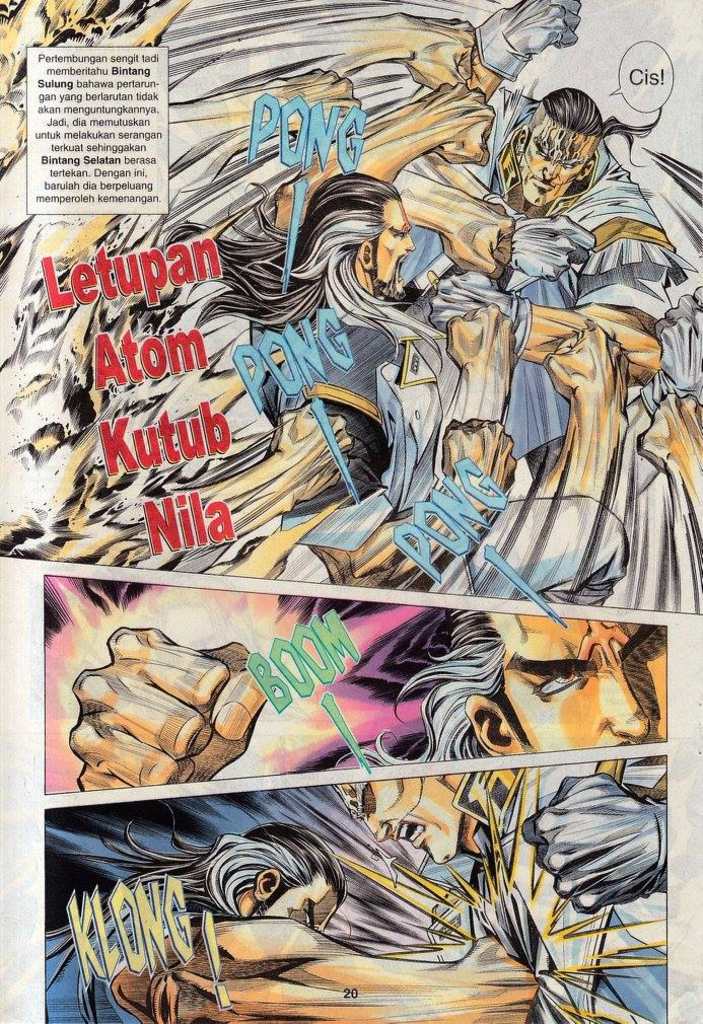 Pertembungan sengit tadi
memberitahu Bintang
Sulung bahawa pertarun-
gan yang berlarutan tidak
akan menguntungkannya.
Jadi, dia memutuskan
untuk melakukan serangan
terkuat sehinggakan
Bintang Selatan berasa
tertekan. Dengan ini,
barulah dia berpeluang
memperoleh kemenangan.
Cis!
PONG!
Letupan
Atom
Kutub
Nila
PONG!
PONG!
BOOM!
KLONG!
20